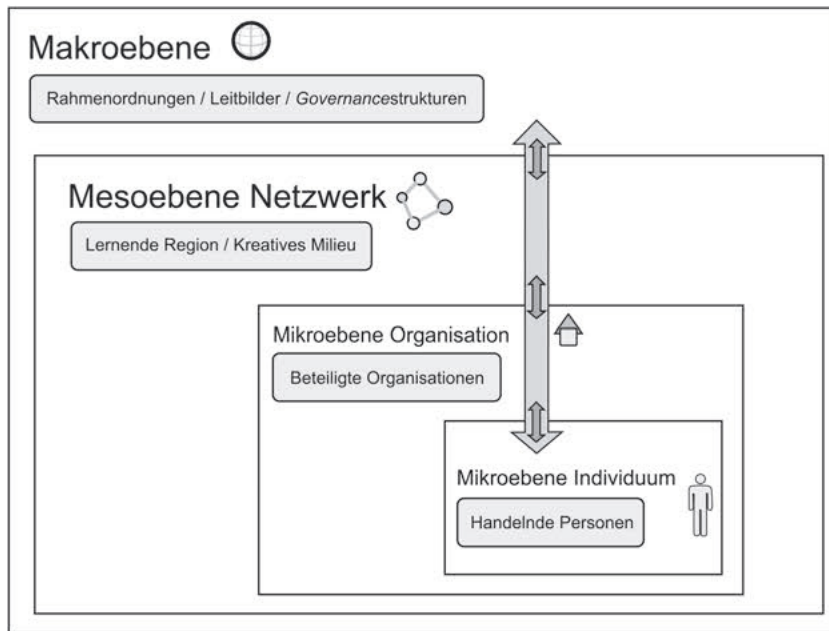 Makroebene
Rahmenordnungen / Leitbilder / Governancestrukturen
Mesoebene Netzwerk
Lernende Region / Kreatives Milieu
Mikroebene Organisation
Beteiligte Organisationen
Mikroebene Individuum
Handelnde Personen